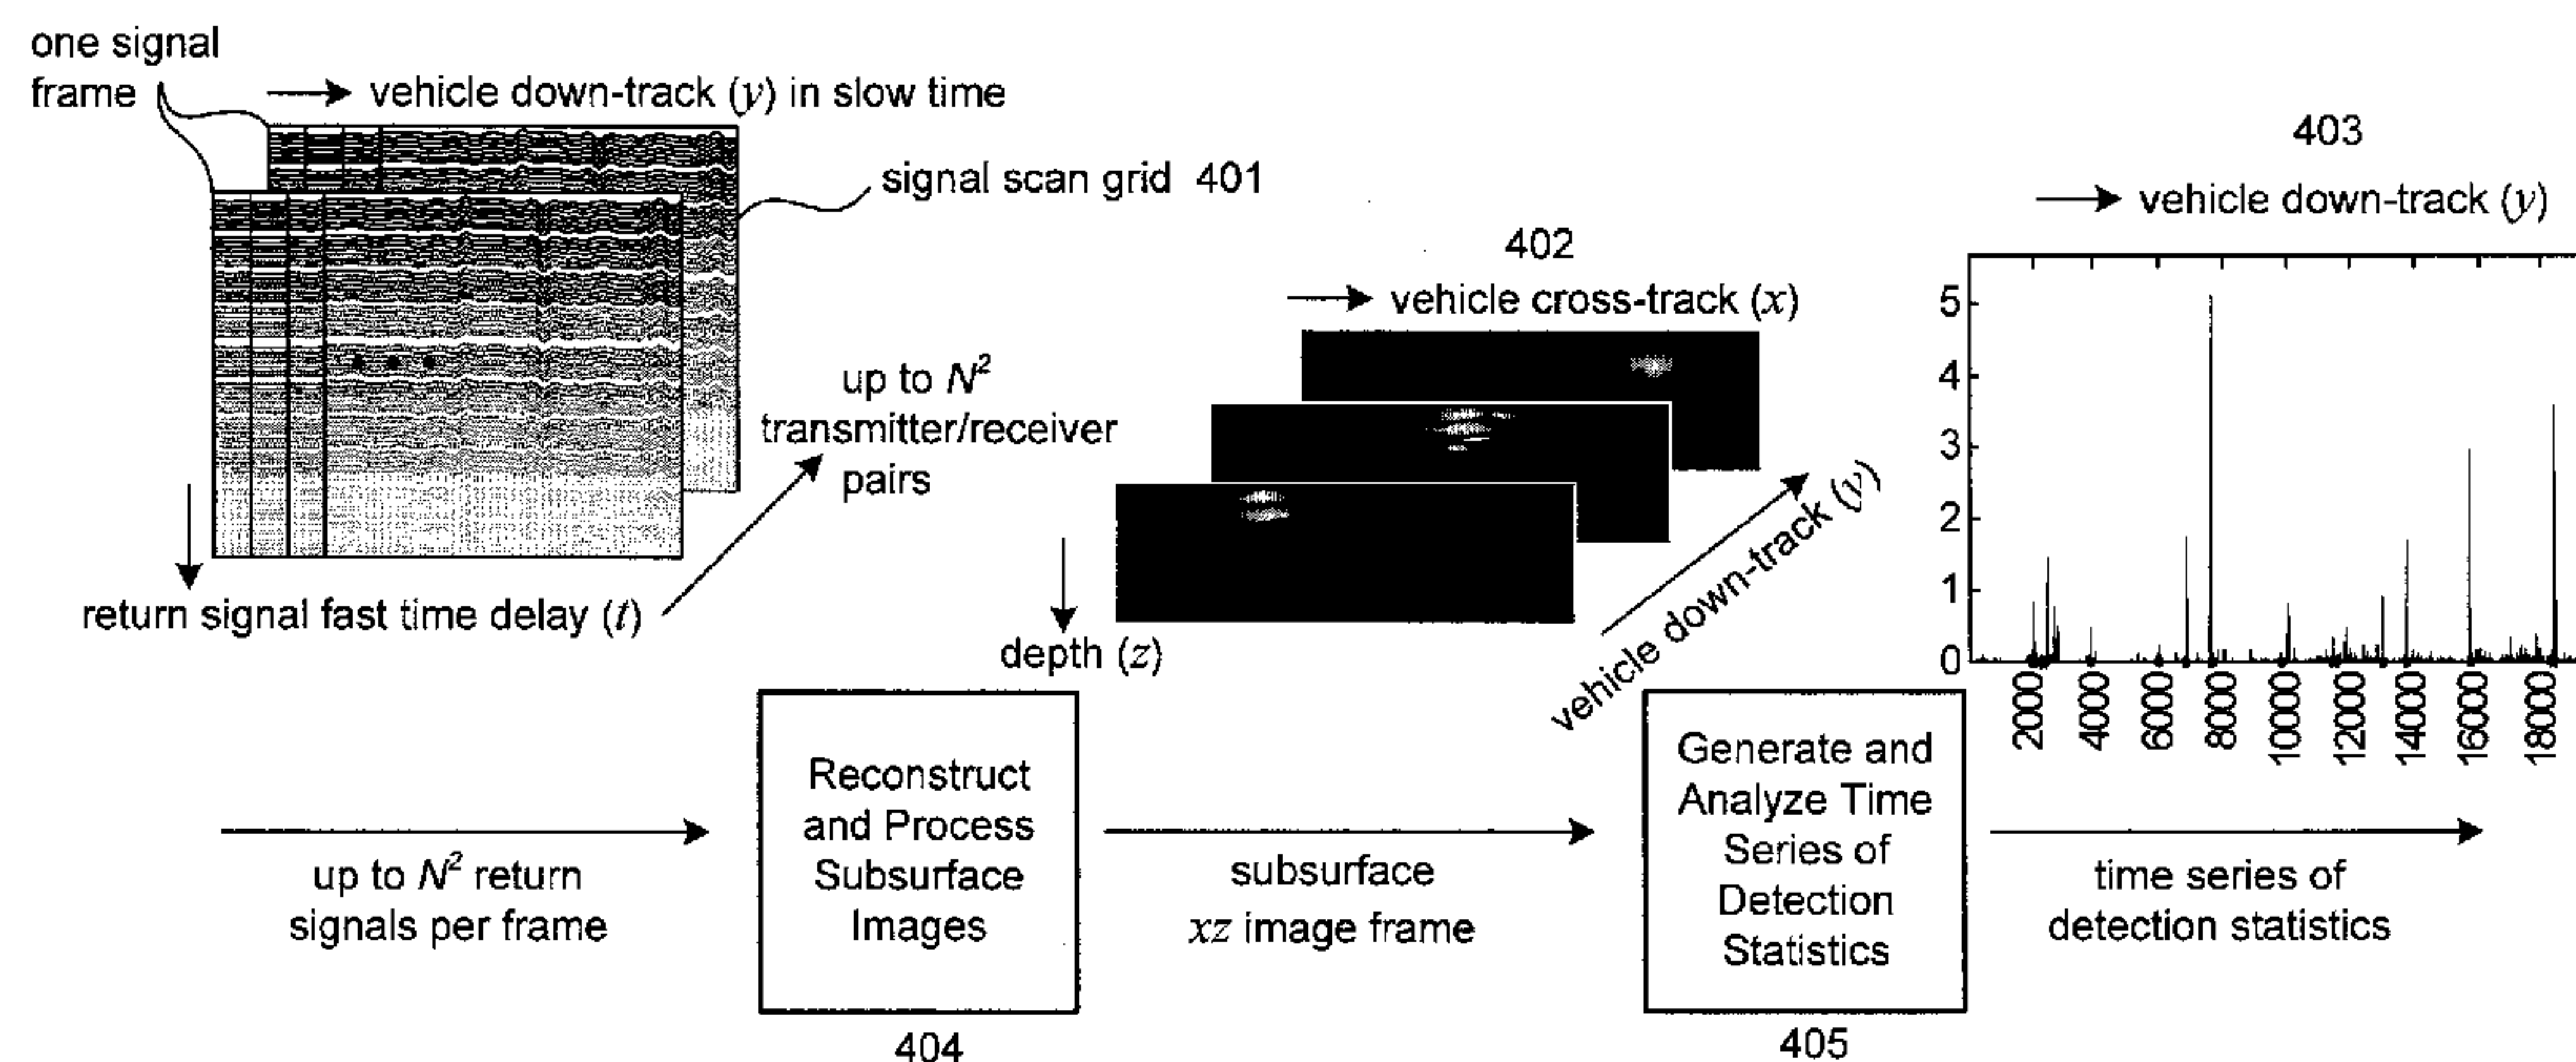 one signal
frame
vehicle down-track (y) in slow time
signal scan grid 401
up to N²
transmitter/receiver
pairs
return signal fast time delay (t)
402
vehicle cross-track (x)
depth (z)
vehicle down-track (y)
403
vehicle down-track (y)
5
4
3
2
1
0
2000
4000
6000
8000
10000
12000
14000
16000
18000
up to N² return
signals per frame
Reconstruct
and Process
Subsurface
Images
404
subsurface
xz image frame
Generate and
Analyze Time
Series of
Detection
Statistics
405
time series of
detection statistics